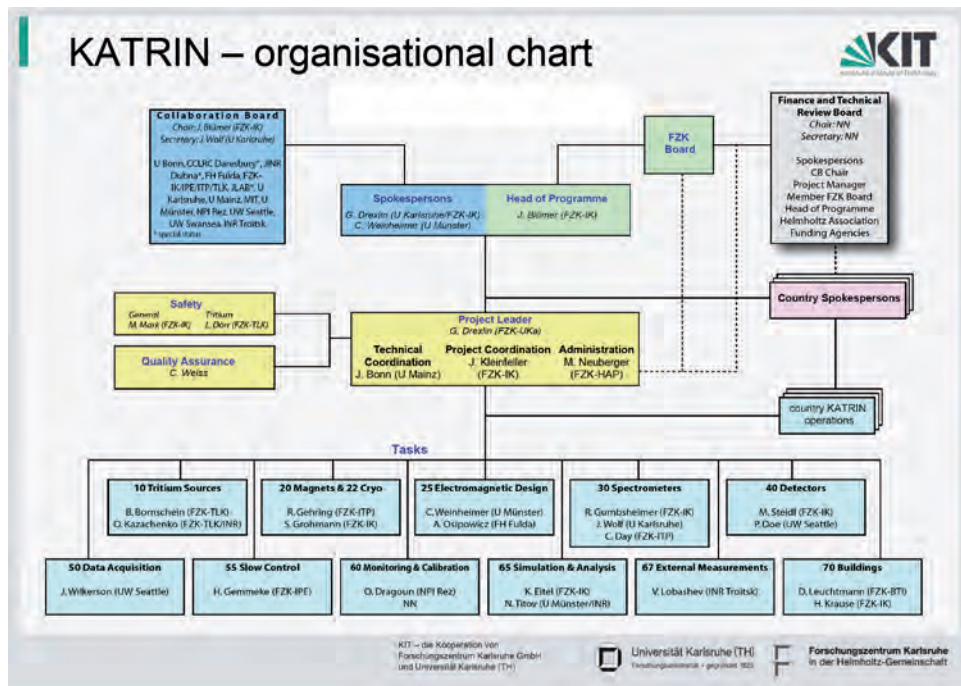 KATRIN – organisational chart
KIT
Collaboration Board
Chair: J. Blümer (FZK-IK)
Secretary: J. Wolf (U Karlsruhe)
U Bonn, CCLRC Daresbury*, JINR
Dubna*, FH Fulda, FZK-
IK/IPE/ITP/TLK, JLAB*, U
Karlsruhe, U Mainz, MIT, U
Münster, NPI Rez, UW Seattle,
UW Swansea, INR Troitsk
* special status
FZK
Board
Finance and Technical
Review Board
Chair: NN
Secretary: NN
Spokespersons
CB Chair
Project Manager
Member FZK Board
Head of Programme
Helmholtz Association
Funding Agencies
Spokespersons
G. Drexlin (U Karlsruhe/FZK-IK)
C. Weinheimer (U Münster)
Head of Programme
J. Blümer (FZK-IK)
Country Spokespersons
Safety
General
M. Mark (FZK-IK)
Tritium
L. Dörr (FZK-TLK)
Quality Assurance
C. Weiss
Project Leader
G. Drexlin (FZK-UKa)
Technical
Coordination
J. Bonn (U Mainz)
Project Coordination
J. Kleinfeller
(FZK-IK)
Administration
M. Neuberger
(FZK-HAP)
country KATRIN
operations
Tasks
10 Tritium Sources
B. Bornschein (FZK-TLK)
O. Kazachenko (FZK-TLK/INR)
20 Magnets & 22 Cryo
R. Gehring (FZK-ITP)
S. Grohmann (FZK-IK)
25 Electromagnetic Design
C. Weinheimer (U Münster)
A. Osipowicz (FH Fulda)
30 Spectrometers
R. Gumbsheimer (FZK-IK)
J. Wolf (U Karlsruhe)
C. Day (FZK-ITP)
40 Detectors
M. Steidl (FZK-IK)
P. Doe (UW Seattle)
50 Data Acquisition
J. Wilkerson (UW Seattle)
55 Slow Control
H. Gemmeke (FZK-IPE)
60 Monitoring & Calibration
O. Dragoun (NPI Rez)
NN
65 Simulation & Analysis
K. Eitel (FZK-IK)
N. Titov (U Münster/INR)
67 External Measurements
V. Lobashev (INR Troitsk)
70 Buildings
D. Leuchtmann (FZK-BTI)
H. Krause (FZK-IK)
KIT – die Kooperation von
Forschungszentrum Karlsruhe GmbH
und Universität Karlsruhe (TH)
Universität Karlsruhe (TH)
Forschungsuniversität • gegründet 1825
Forschungszentrum Karlsruhe
in der Helmholtz-Gemeinschaft